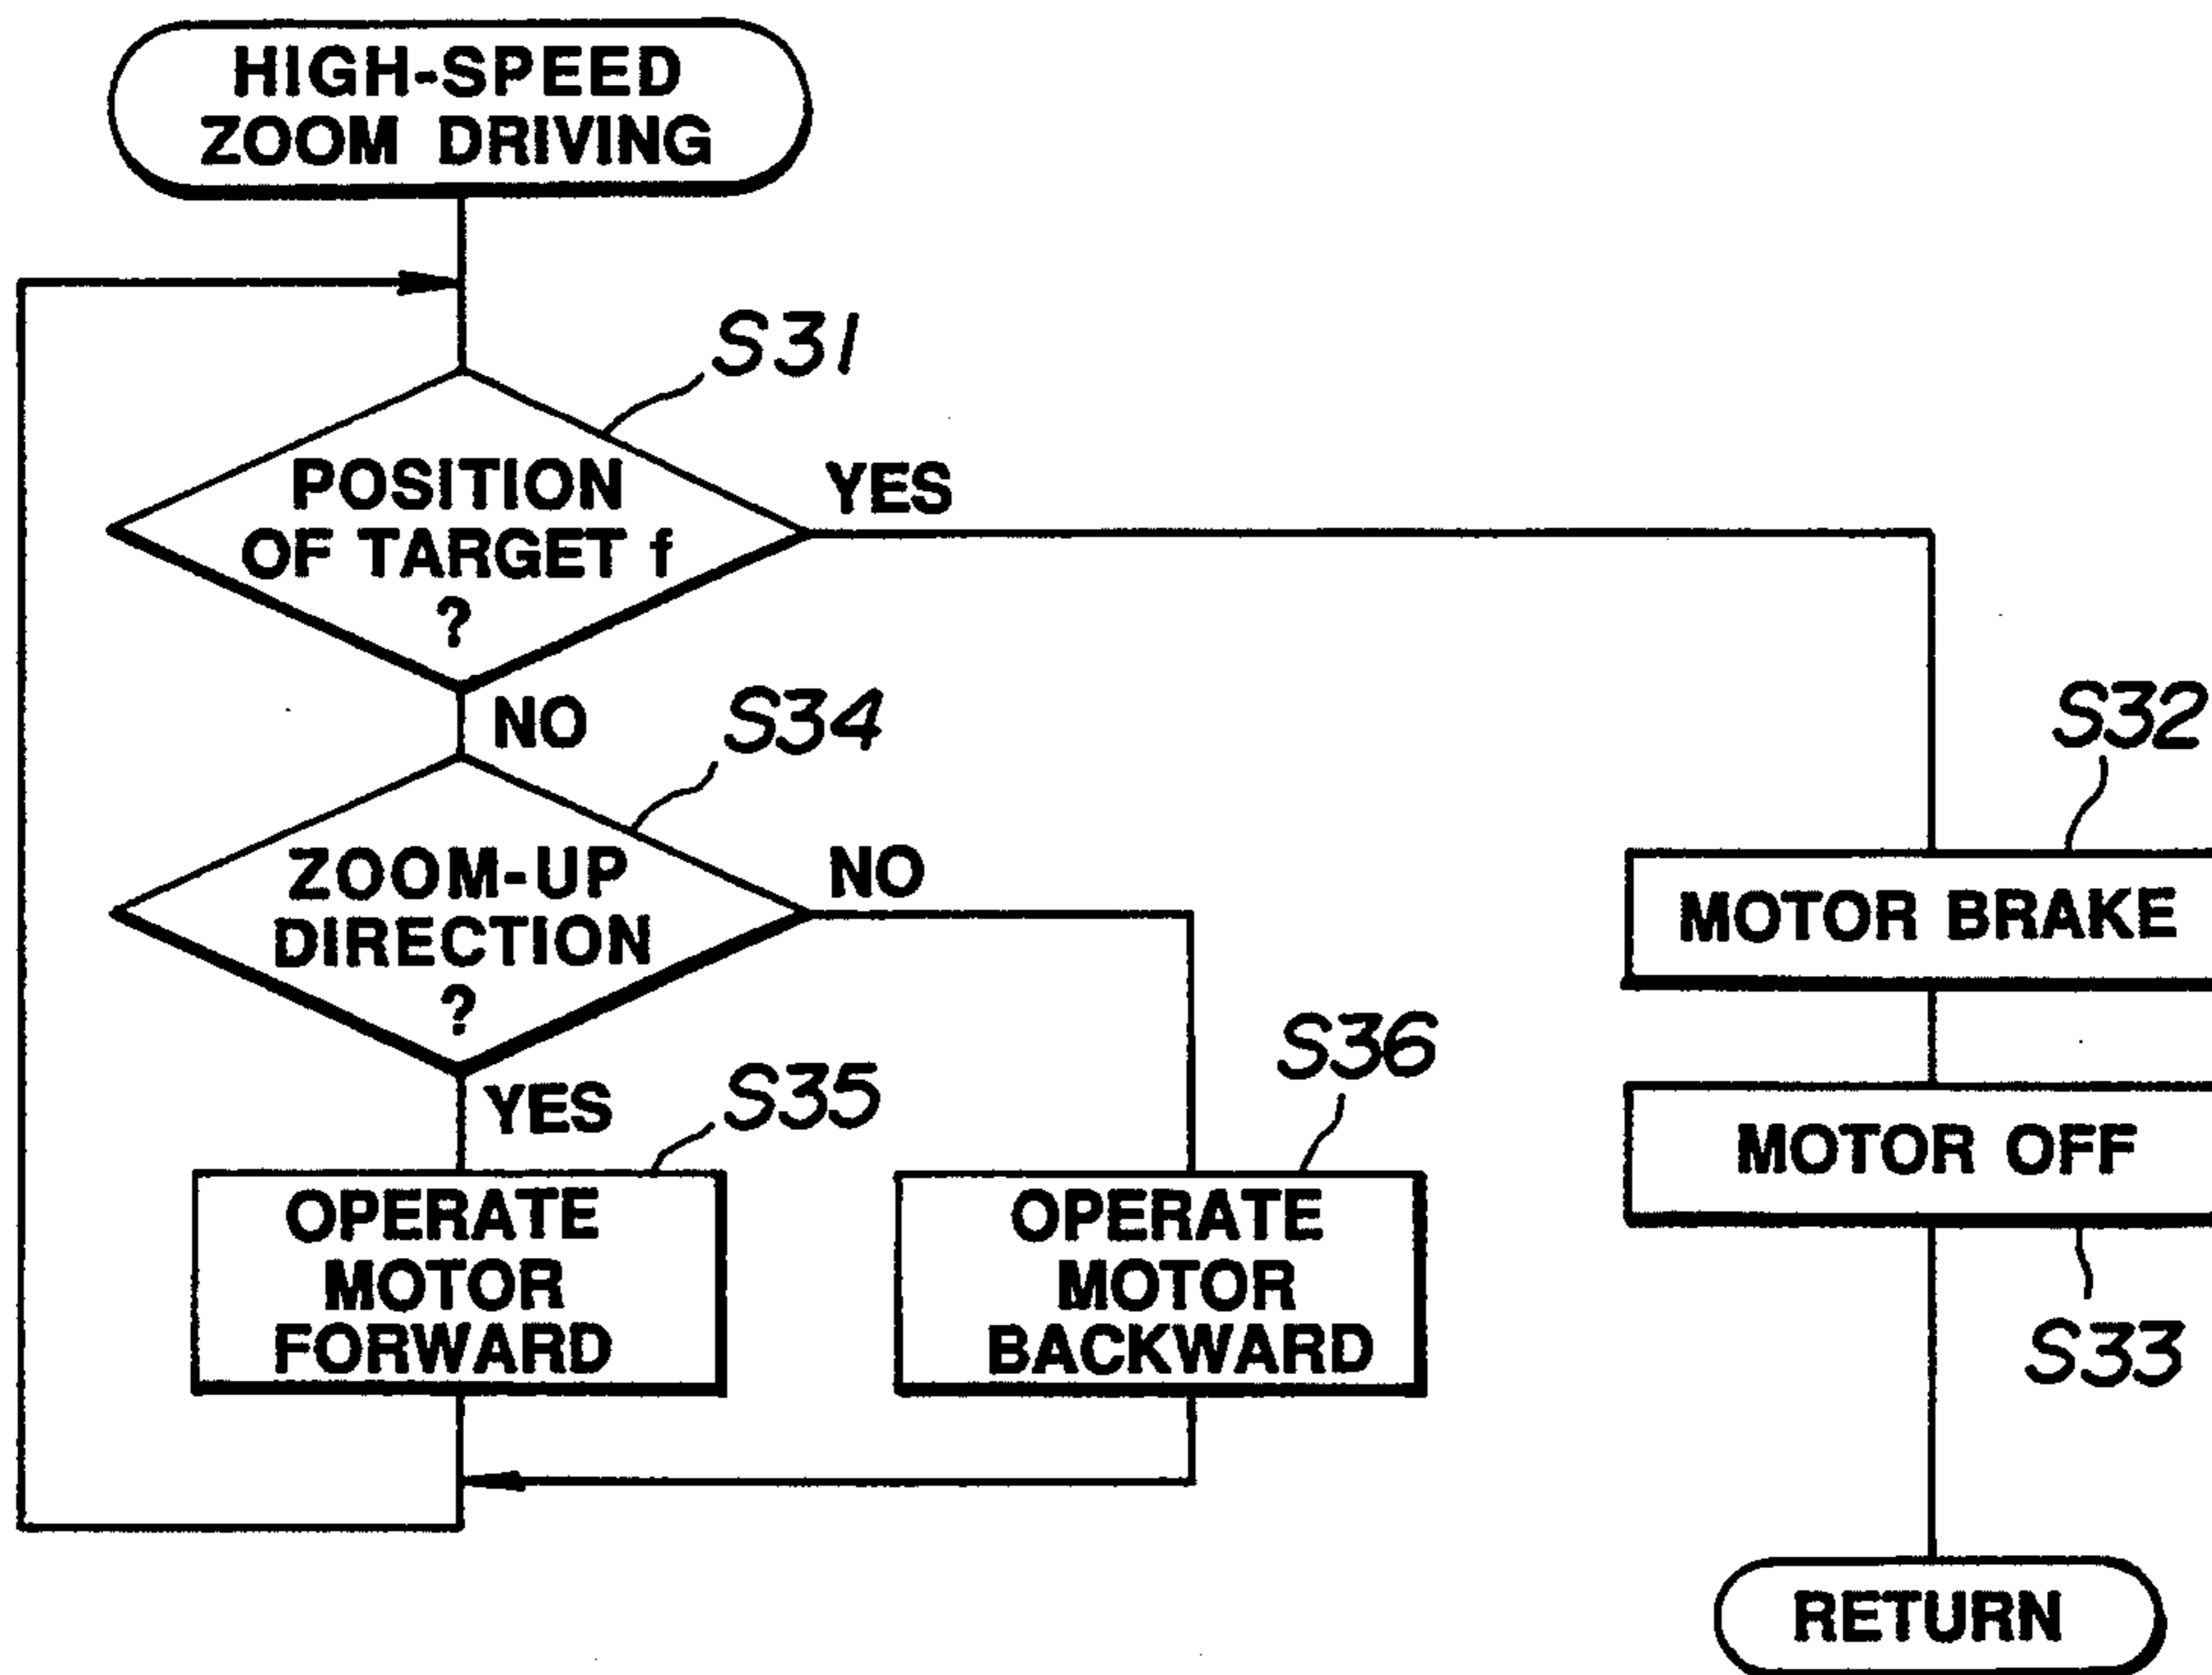 HIGH-SPEED
ZOOM DRIVING
S31
POSITION
OF TARGET f
?
YES
NO
S34
S32
ZOOM-UP
DIRECTION
?
NO
MOTOR BRAKE
YES
S35
S36
MOTOR OFF
S33
OPERATE
MOTOR
FORWARD
OPERATE
MOTOR
BACKWARD
RETURN